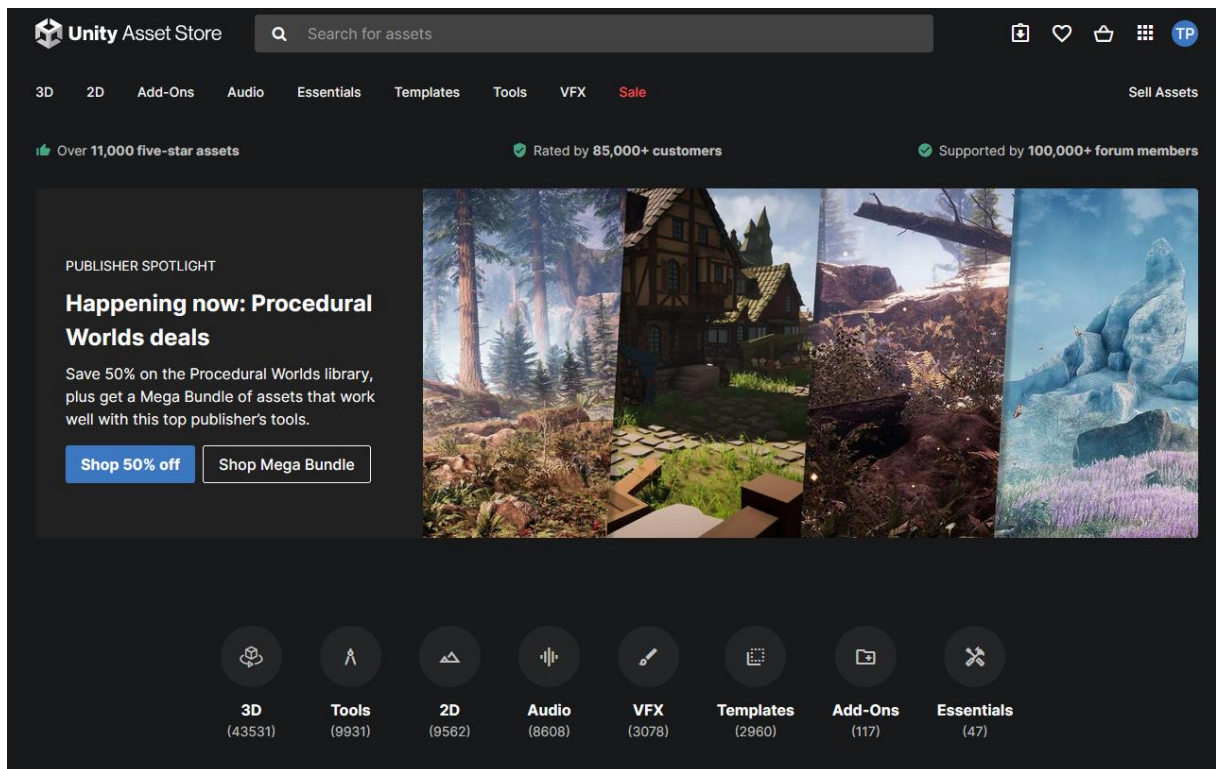 Unity Asset Store
Search for assets
TP
3D 2D Add-Ons Audio Essentials Templates Tools VFX Sale Sell Assets
Over 11,000 five-star assets
Rated by 85,000+ customers
Supported by 100,000+ forum members
PUBLISHER SPOTLIGHT
Happening now: Procedural
Worlds deals
Save 50% on the Procedural Worlds library,
plus get a Mega Bundle of assets that work
well with this top publisher's tools.
Shop 50% off
Shop Mega Bundle
3D Tools 2D Audio VFX Templates Add-Ons Essentials
(43531) (9931) (9562) (8608) (3078) (2960) (117) (47)